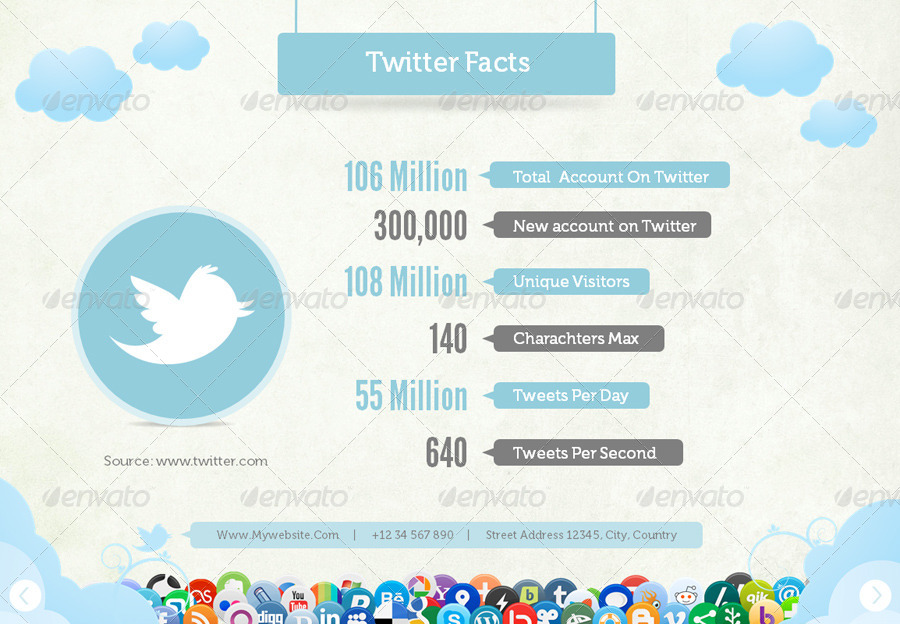 Twitter Facts
envato envato envato envato envato
106 Million Total Account On Twitter
300,000 New account on Twitter
108 Million Unique Visitors
envato envato envato envato envato
140 Charachters Max
55 Million Tweets Per Day
640 Tweets Per Second
Source: www.twitter.com
envato envato envato envato envato
Www.Mywebsite.Com | +12 34 567 890 | Street Address 12345, City, Country
You
Tube
Bē
digg
in
qik